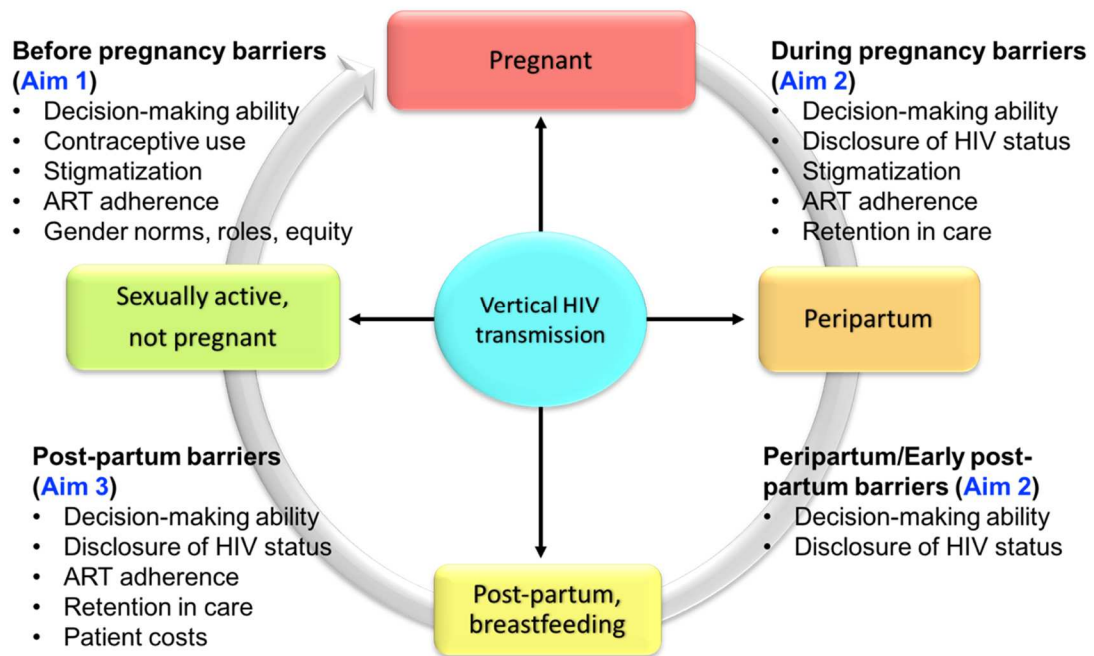 Before pregnancy barriers
(Aim 1)
• Decision-making ability
• Contraceptive use
• Stigmatization
• ART adherence
• Gender norms, roles, equity
Pregnant
During pregnancy barriers
(Aim 2)
• Decision-making ability
• Disclosure of HIV status
• Stigmatization
• ART adherence
• Retention in care
Sexually active,
not pregnant
Vertical HIV
transmission
Peripartum
Post-partum barriers
(Aim 3)
• Decision-making ability
• Disclosure of HIV status
• ART adherence
• Retention in care
• Patient costs
Post-partum,
breastfeeding
Peripartum/Early post-
partum barriers (Aim 2)
• Decision-making ability
• Disclosure of HIV status